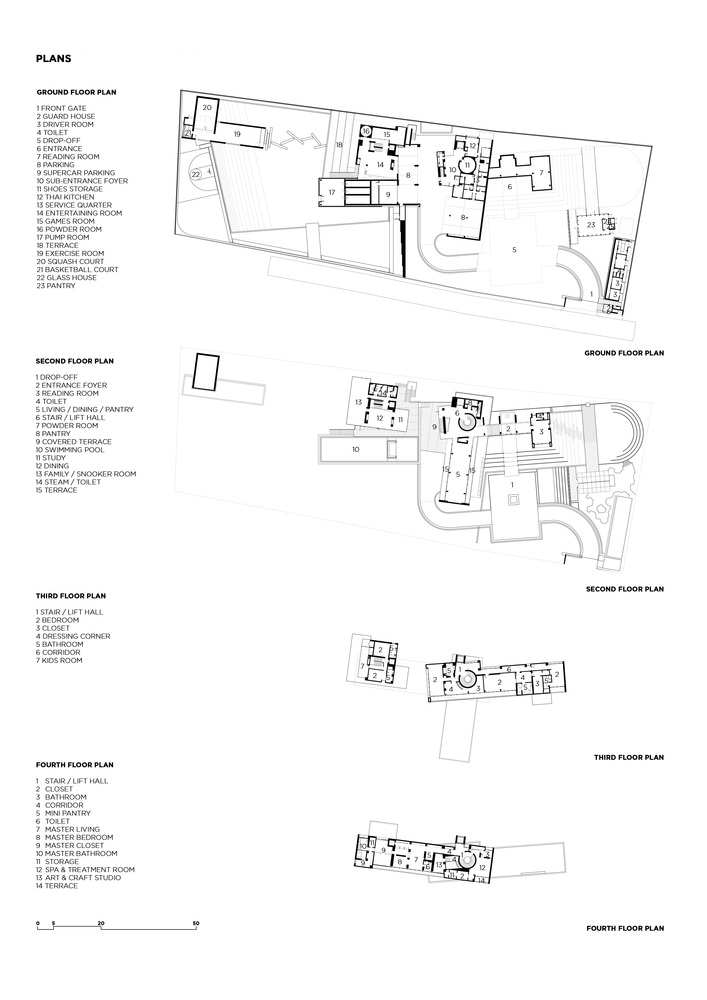 PLANS
GROUND FLOOR PLAN
1 FRONT GATE
2 GUARD HOUSE
3 DRIVER ROOM
4 TOILET
5 DROP-OFF
6 ENTRANCE
7 READING ROOM
8 PARKING
9 SUPERCAR PARKING
10 SUB-ENTRANCE FOYER
11 SHOES STORAGE
12 THAI KITCHEN
13 SERVICE QUARTER
14 ENTERTAINING ROOM
15 GAMES ROOM
16 POWDER ROOM
17 PUMP ROOM
18 TERRACE
19 EXERCISE ROOM
20 SQUASH COURT
21 BASKETBALL COURT
22 GLASS HOUSE
23 PANTRY
20
21
19
22
4
18
16
15
14
17
9
8
12
10
11
7
6
8
5
23
3
3
1
GROUND FLOOR PLAN
SECOND FLOOR PLAN
1 DROP-OFF
2 ENTRANCE FOYER
3 READING ROOM
4 TOILET
5 LIVING / DINING / PANTRY
6 STAIR / LIFT HALL
7 POWDER ROOM
8 PANTRY
9 COVERED TERRACE
10 SWIMMING POOL
11 STUDY
12 DINING
13 FAMILY / SNOOKER ROOM
14 STEAM / TOILET
15 TERRACE
13
14
12
11
10
9
6
8
2
3
15
5
15
1
SECOND FLOOR PLAN
THIRD FLOOR PLAN
1 STAIR / LIFT HALL
2 BEDROOM
3 CLOSET
4 DRESSING CORNER
5 BATHROOM
6 CORRIDOR
7 KIDS ROOM
7
2
5
2
5
2
5
1
4
3
6
2
4
5
3
5
2
THIRD FLOOR PLAN
FOURTH FLOOR PLAN
1 STAIR / LIFT HALL
2 CLOSET
3 BATHROOM
4 CORRIDOR
5 MINI PANTRY
6 TOILET
7 MASTER LIVING
8 MASTER BEDROOM
9 MASTER CLOSET
10 MASTER BATHROOM
11 STORAGE
12 SPA & TREATMENT ROOM
13 ART & CRAFT STUDIO
14 TERRACE
10
11
9
9
8
7
5
6
4
13
11
2
3
12
14
FOURTH FLOOR PLAN
0 5 20 50